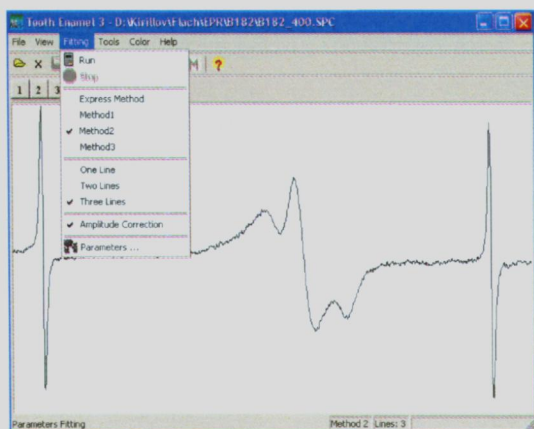 Tooth Enamel 3 - D:\Kirillov\Flach\EPR\B182\B182_400.SPC
File View Fitting Tools Color Help
Run
Stop
1 2 3
Express Method
Method1
Method2
Method3
One Line
Two Lines
Three Lines
Amplitude Correction
Parameters ...
Parameters Fitting
Method 2 Lines: 3